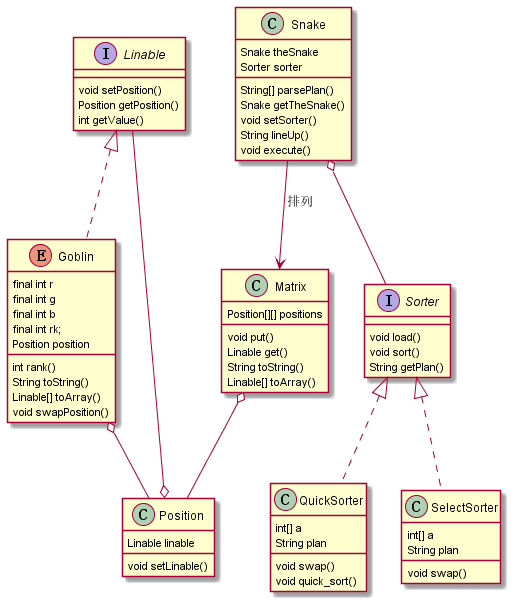 C Snake
Snake theSnake
Sorter sorter
String[] parsePlan()
Snake getTheSnake()
void setSorter()
String lineUp()
void execute()
I Linable
void setPosition()
Position getPosition()
int getValue()
排列
E Goblin
final int r
final int g
final int b
final int rk;
Position position
int rank()
String toString()
Linable[] toArray()
void swapPosition()
C Matrix
Position[][] positions
void put()
Linable get()
String toString()
Linable[] toArray()
I Sorter
void load()
void sort()
String getPlan()
C Position
Linable linable
void setLinable()
C QuickSorter
int[] a
String plan
void swap()
void quick_sort()
C SelectSorter
int[] a
String plan
void swap()